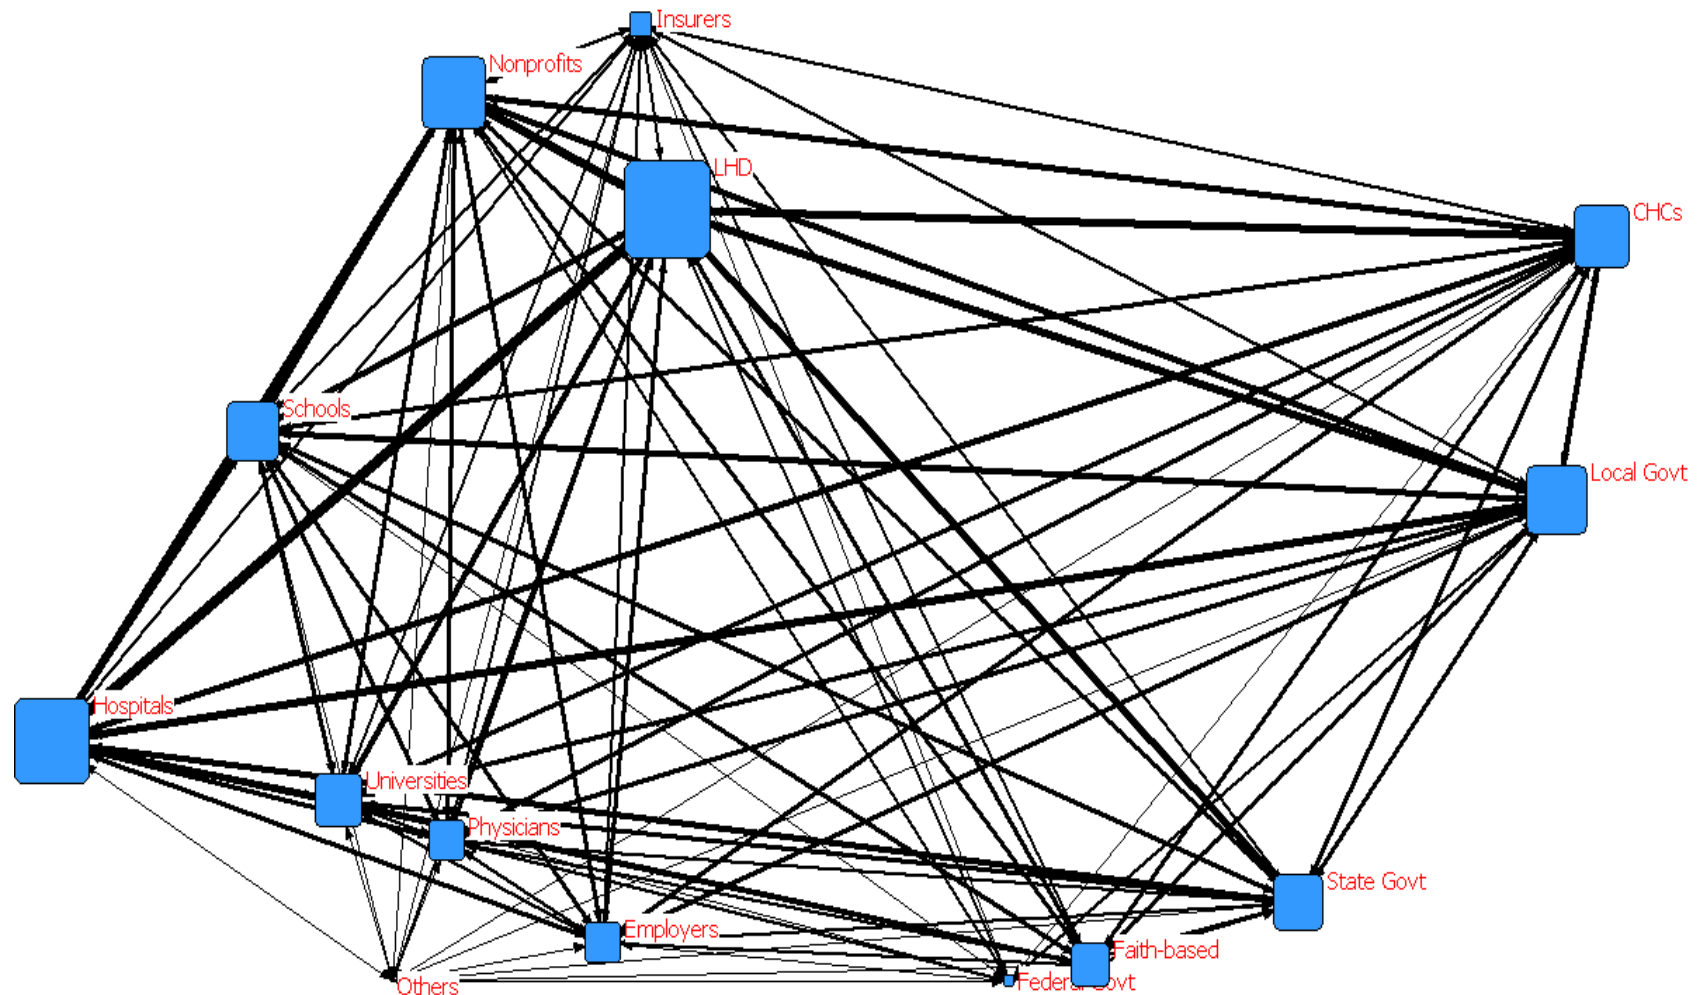 Insurers
Nonprofits
LHD
CHCs
Schools
Local Govt
Hospitals
Universities
Physicians
State Govt
Employers
Faith-based
Federal Govt
Others